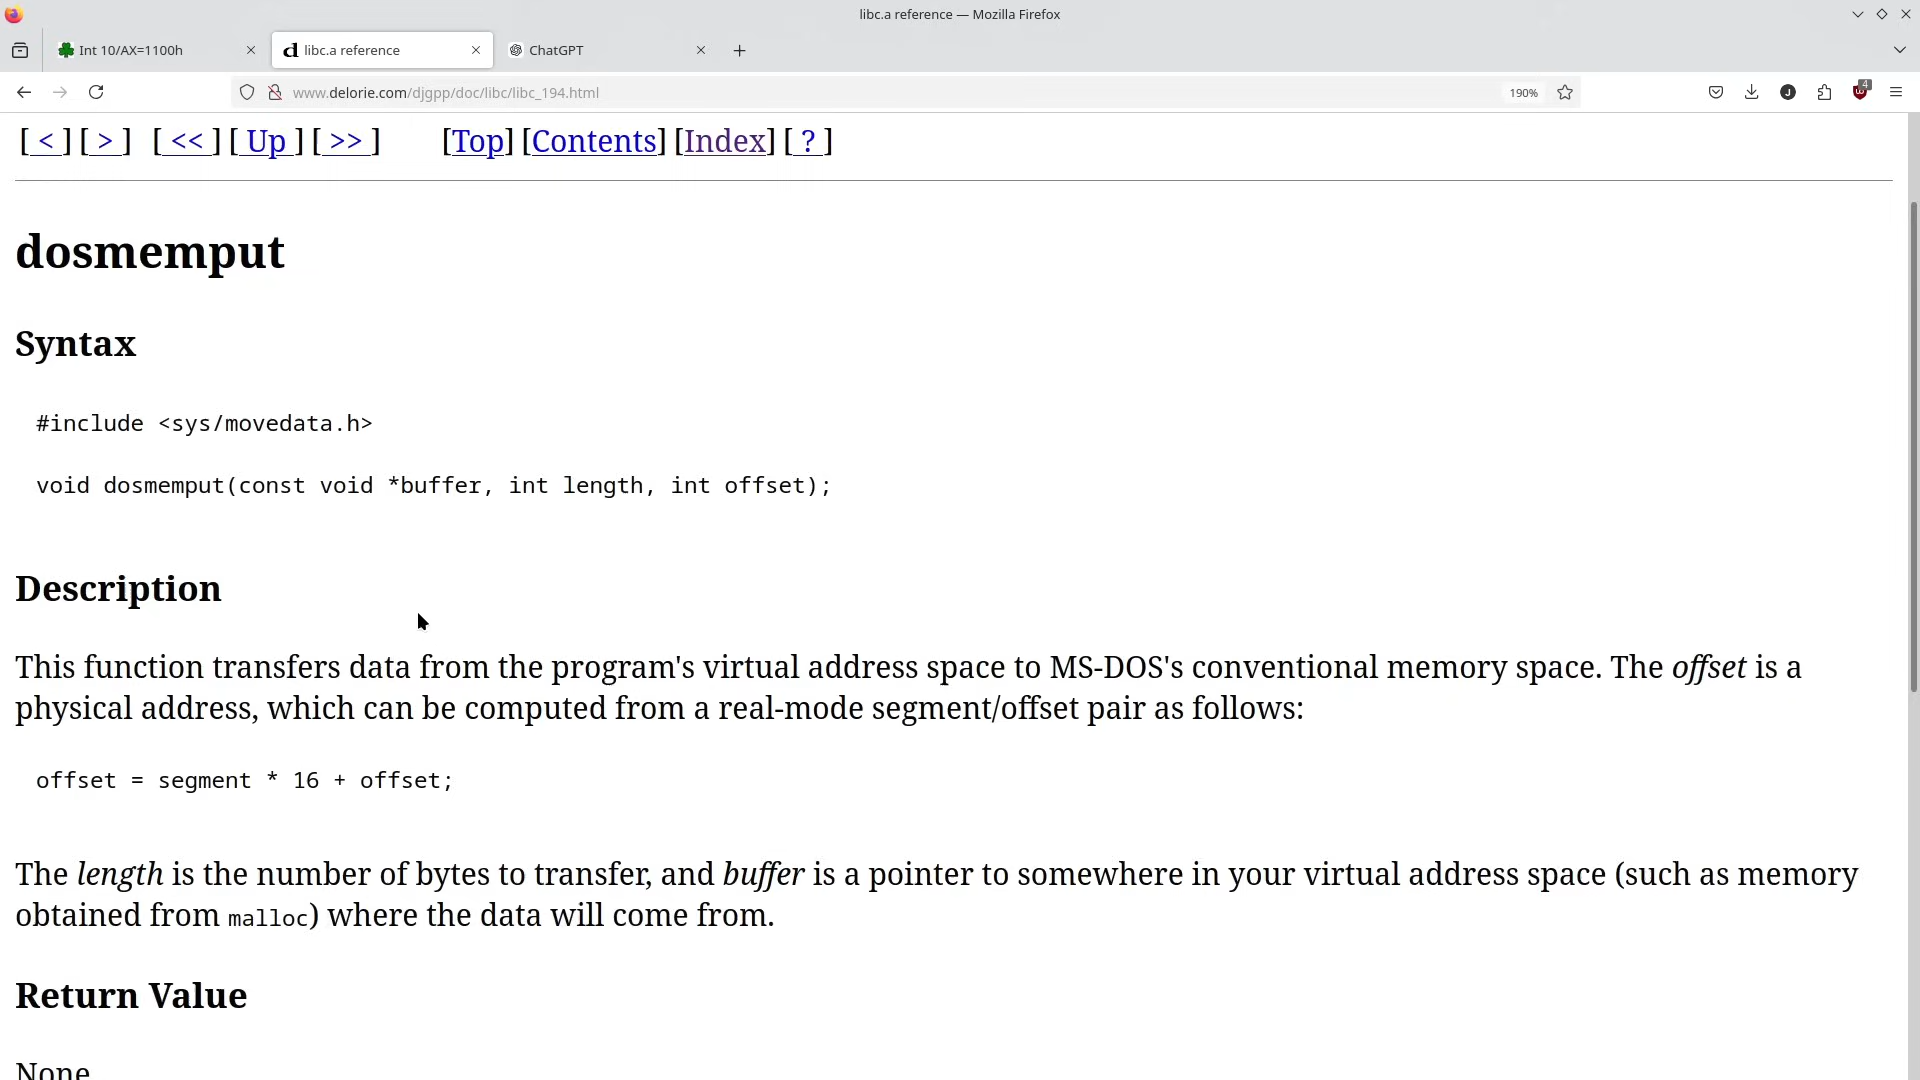 libc.a reference — Mozilla Firefox
Int 10/AX=1100h
libc.a reference
ChatGPT
www.delorie.com/djgpp/doc/libc/libc_194.html
190%
4
[ < ] [ > ] [ << ] [ Up ] [ >> ] [Top] [Contents] [Index] [ ? ]
dosmemput
Syntax
#include <sys/movedata.h>
void dosmemput(const void *buffer, int length, int offset);
Description
This function transfers data from the program's virtual address space to MS-DOS's conventional memory space. The offset is a
physical address, which can be computed from a real-mode segment/offset pair as follows:
offset = segment * 16 + offset;
The length is the number of bytes to transfer, and buffer is a pointer to somewhere in your virtual address space (such as memory
obtained from malloc) where the data will come from.
Return Value
None